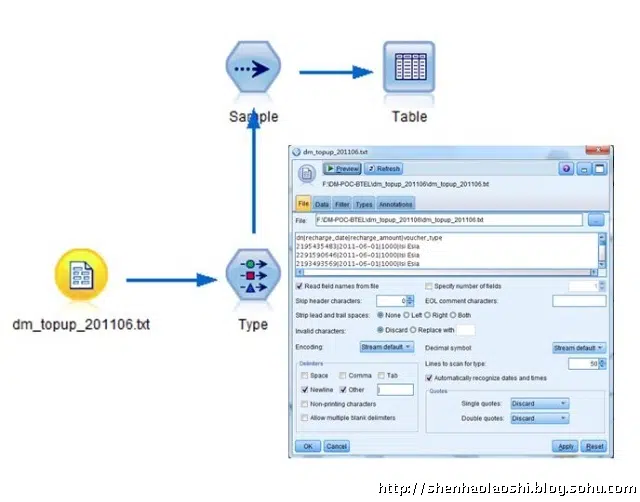 Sample
Table
dm_topup_201106.txt
Type
dm_topup_201106.txt
Preview
Refresh
F:\DM-POC-BTEL\dm_topup_201106\dm_topup_201106.txt
File Data Filter Types Annotations
File: F:\DM-POC-BTEL\dm_topup_201106\dm_topup_201106.txt
dn|recharge_date|recharge_amount|voucher_type
2195435483|2011-06-01|1000|Isi Esia
2291590646|2011-06-01|1000|Isi Esia
2193493569|2011-06-01|1000|Isi Esia
Read field names from file
Specify number of fields 1
Skip header characters: 0 EOL comment characters:
Strip lead and trail spaces: None Left Right Both
Invalid characters: Discard Replace with
Encoding: Stream default Decimal symbol: Stream default
Delimiters
Lines to scan for type: 50
Space Comma Tab
Automatically recognize dates and times
Newline Other |
Quotes
Non-printing characters
Single quotes: Discard
Allow multiple blank delimiters
Double quotes: Discard
OK Cancel Apply Reset
http://shenhaolaoshi.blog.sohu.com